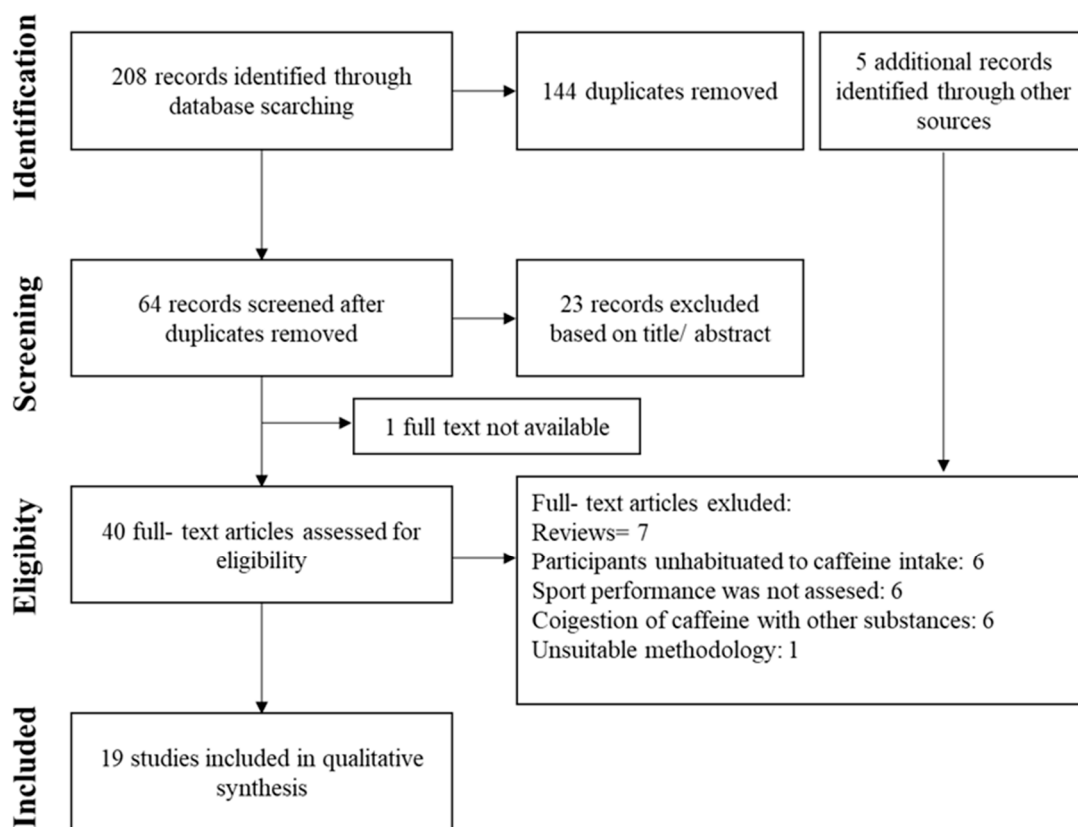 Identification
208 records identified through
database searching
144 duplicates removed
5 additional records
identified through other
sources
Screening
64 records screened after
duplicates removed
23 records excluded
based on title/ abstract
1 full text not available
Eligibity
40 full- text articles assessed for
eligibility
Full- text articles exluded:
Reviews= 7
Participants unhabituated to caffeine intake: 6
Sport performance was not assesed: 6
Coigestion of caffeine with other substances: 6
Unsuitable methodology: 1
Included
19 studies included in qualitative
synthesis